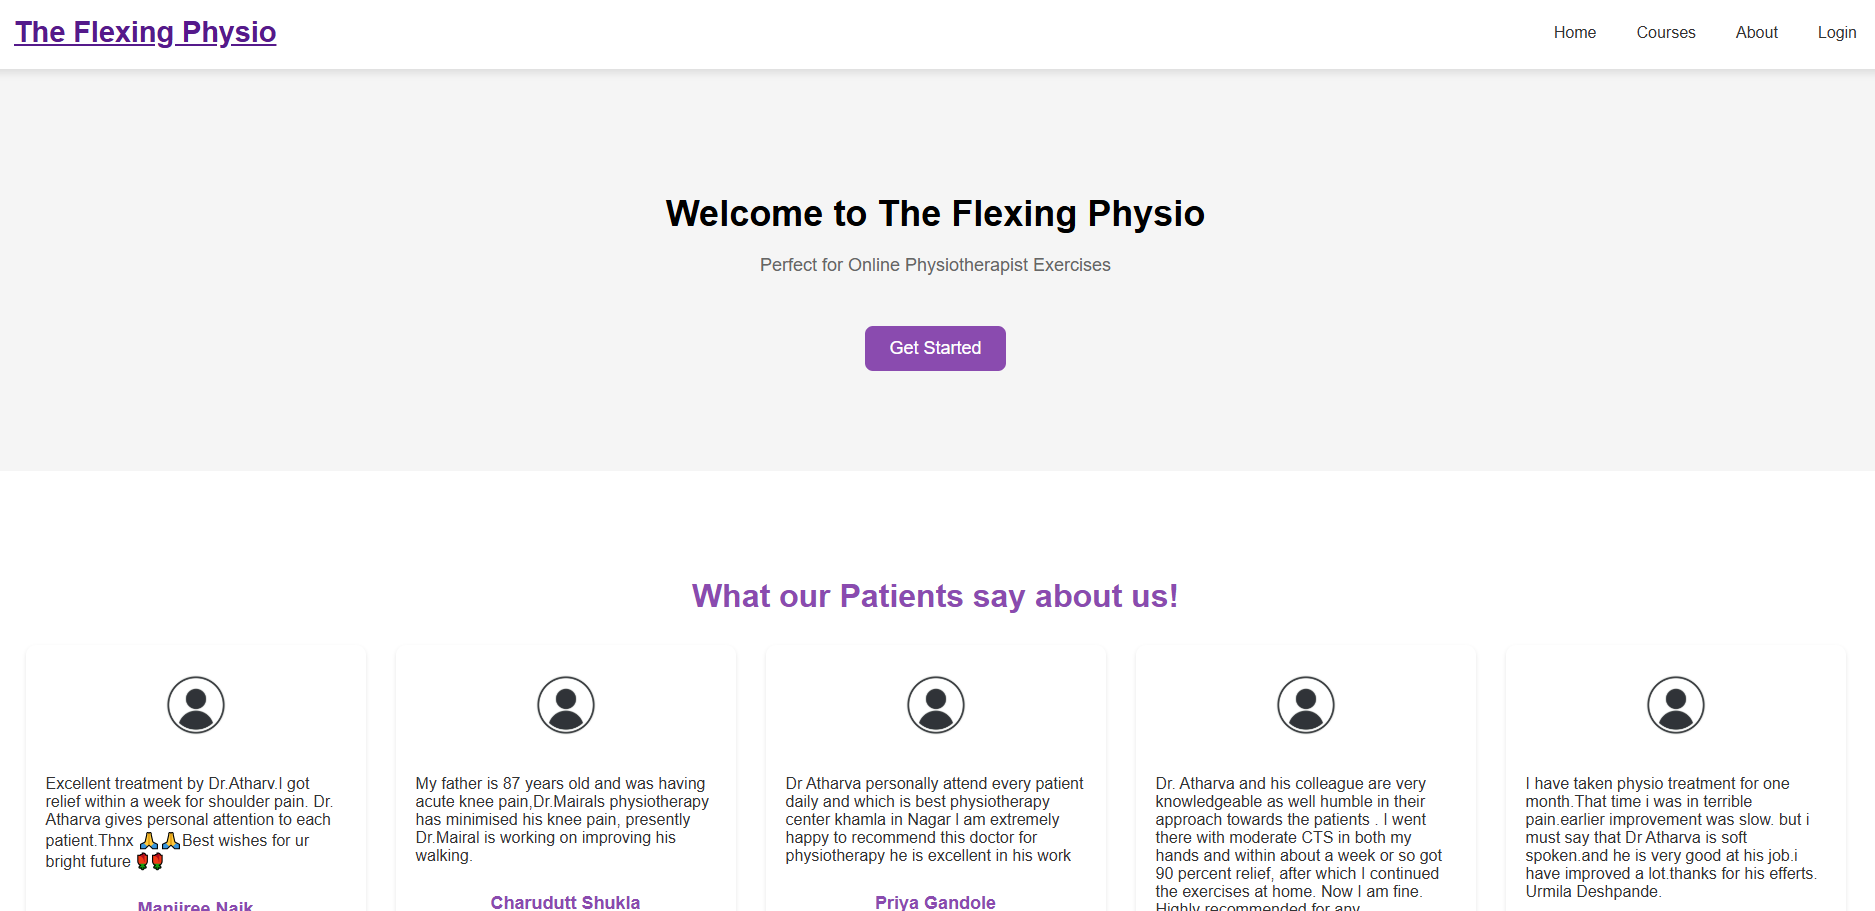 The Flexing Physio
Home Courses About Login
Welcome to The Flexing Physio
Perfect for Online Physiotherapist Exercises
Get Started
What our Patients say about us!
Excellent treatment by Dr.Atharv.I got
relief within a week for shoulder pain. Dr.
Atharva gives personal attention to each
patient.Thnx 🙏🙏Best wishes for ur
bright future 🌹🌹
Manjiree Naik
My father is 87 years old and was having
acute knee pain,Dr.Mairals physiotherapy
has minimised his knee pain, presently
Dr.Mairal is working on improving his
walking.
Charudutt Shukla
Dr Atharva personally attend every patient
daily and which is best physiotherapy
center khamla in Nagar I am extremely
happy to recommend this doctor for
physiotherapy he is excellent in his work
Priya Gandole
Dr. Atharva and his colleague are very
knowledgeable as well humble in their
approach towards the patients . I went
there with moderate CTS in both my
hands and within about a week or so got
90 percent relief, after which I continued
the exercises at home. Now I am fine.
Highly recommended for any
I have taken physio treatment for one
month.That time i was in terrible
pain.earlier improvement was slow. but i
must say that Dr Atharva is soft
spoken.and he is very good at his job.i
have improved a lot.thanks for his efferts.
Urmila Deshpande.